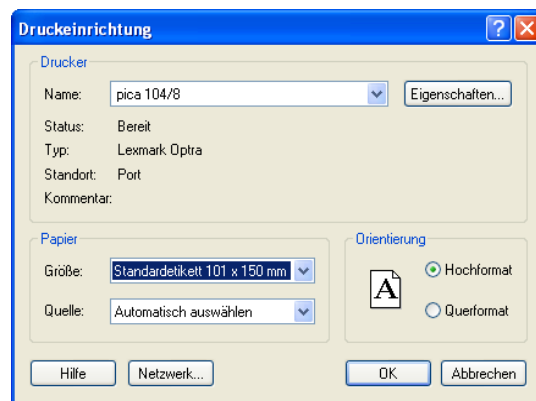 Druckeinrichtung
Drucker
Name: pica 104/8 Eigenschaften...
Status: Bereit
Typ: Lexmark Optra
Standort: Port
Kommentar:
Papier
Größe: Standardetikett 101 x 150 mm
Quelle: Automatisch auswählen
Orientierung
A
Hochformat
Querformat
Hilfe Netzwerk... OK Abbrechen